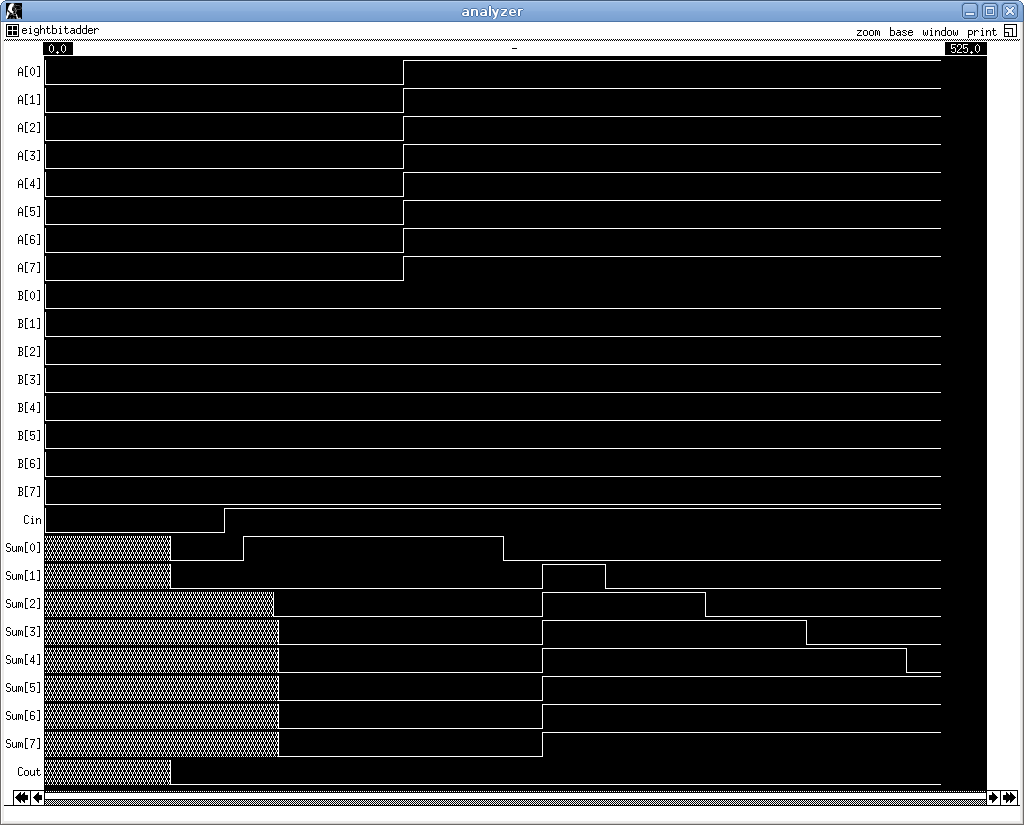 analyzer
eightbitadder
zoom base window print
0.0 - 525.0
A[0]
A[1]
A[2]
A[3]
A[4]
A[5]
A[6]
A[7]
B[0]
B[1]
B[2]
B[3]
B[4]
B[5]
B[6]
B[7]
Cin
Sum[0]
Sum[1]
Sum[2]
Sum[3]
Sum[4]
Sum[5]
Sum[6]
Sum[7]
Cout